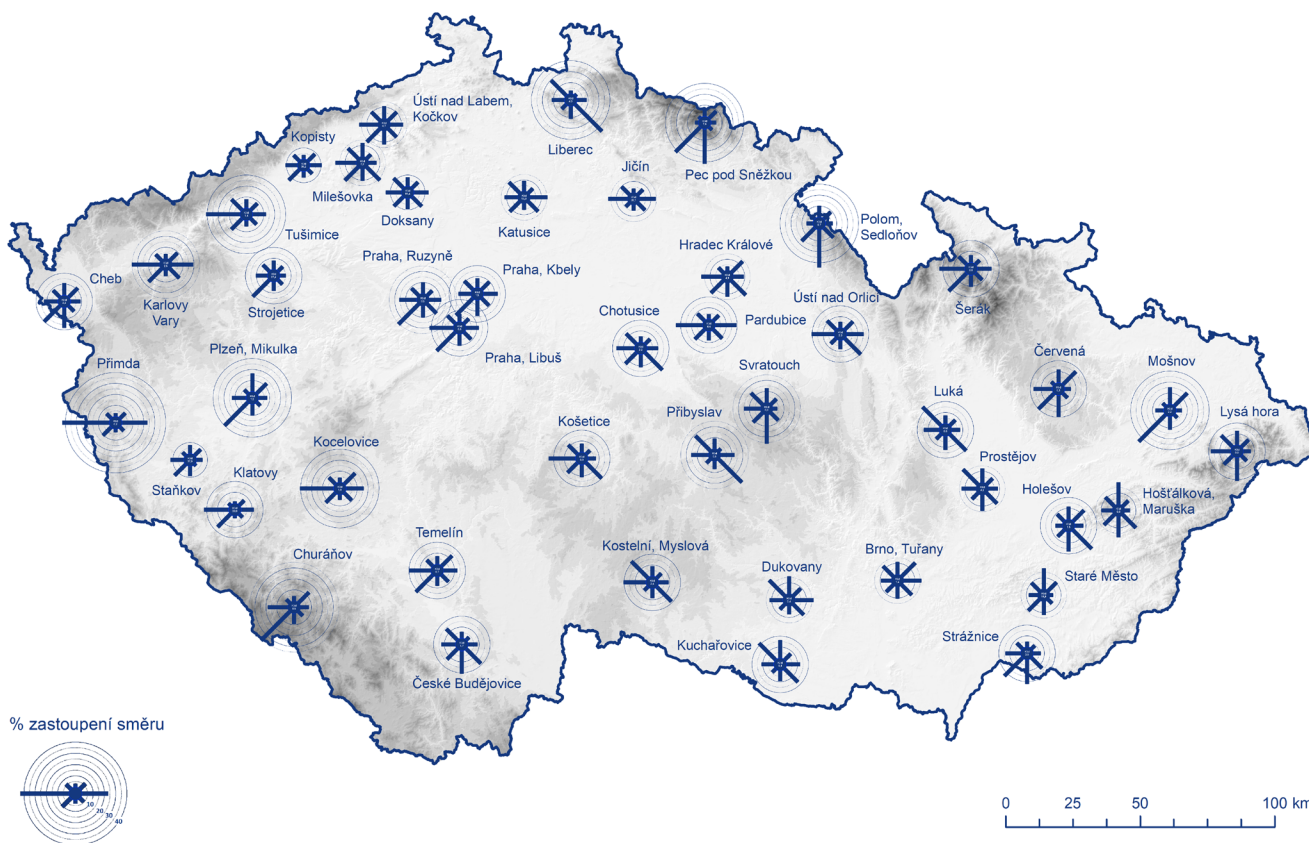 Ústí nad Labem,
Kočkov
Kopisty
Liberec
Milešovka
Jičín
Pec pod Sněžkou
Doksany
Katusice
Tušimice
Polom,
Sedloňov
Hradec Králové
Praha, Ruzyně
Praha, Kbely
Cheb
Karlovy
Vary
Strojetice
Šerák
Ústí nad Orlicí
Chotusice
Pardubice
Praha, Libuš
Plzeň, Mikulka
Přimda
Červená
Mošnov
Svratouch
Luká
Lysá hora
Košetice
Přibyslav
Kocelovice
Prostějov
Staňkov
Klatovy
Holešov
Hošťálková,
Maruška
Temelín
Churáňov
Kostelní, Myslová
Dukovany
Brno, Tuřany
Staré Město
Strážnice
Kuchařovice
České Budějovice
% zastoupení směru
10
20
30
40
0 25 50 100 km